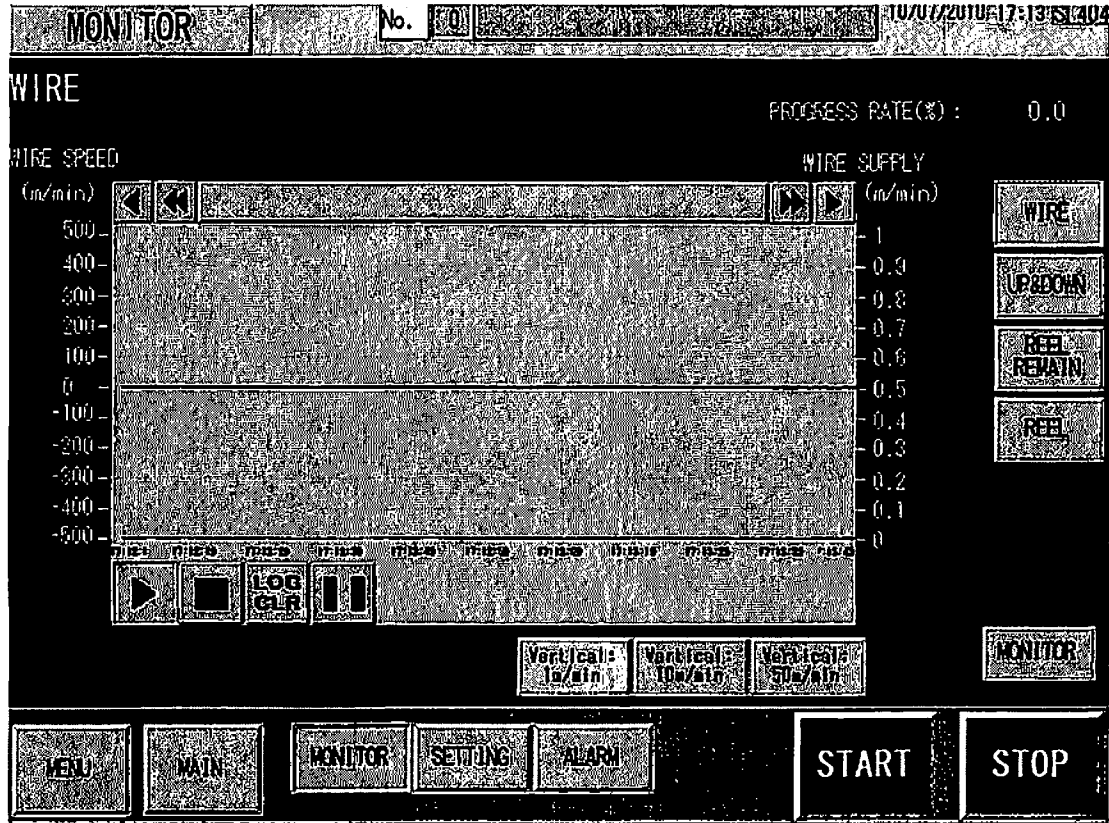 MONITOR
No. 0
10/07/2010 17:13 SL404
WIRE
PROGRESS RATE(%) : 0.0
WIRE SPEED
WIRE SUPPLY
(m/min)
(m/min)
500
400
300
200
100
0
-100
-200
-300
-400
-500
1
0.9
0.8
0.7
0.6
0.5
0.4
0.3
0.2
0.1
0
WIRE
UP&DOWN
REEL
REMAIN
REEL
LOG
CLR
Vertical:
1m/min
Vertical:
10m/min
Vertical:
50m/min
MONITOR
MENU
MAIN
MONITOR
SETTING
ALARM
START
STOP